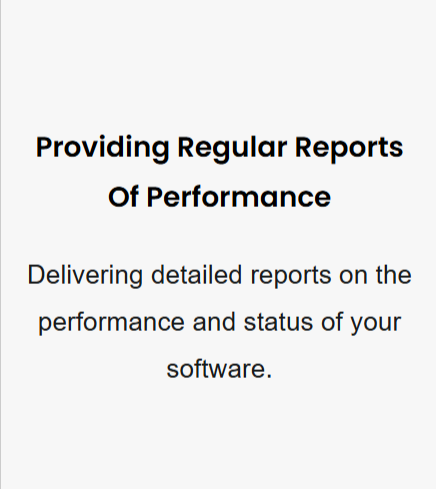 Providing Regular Reports
Of Performance
Delivering detailed reports on the
performance and status of your
software.